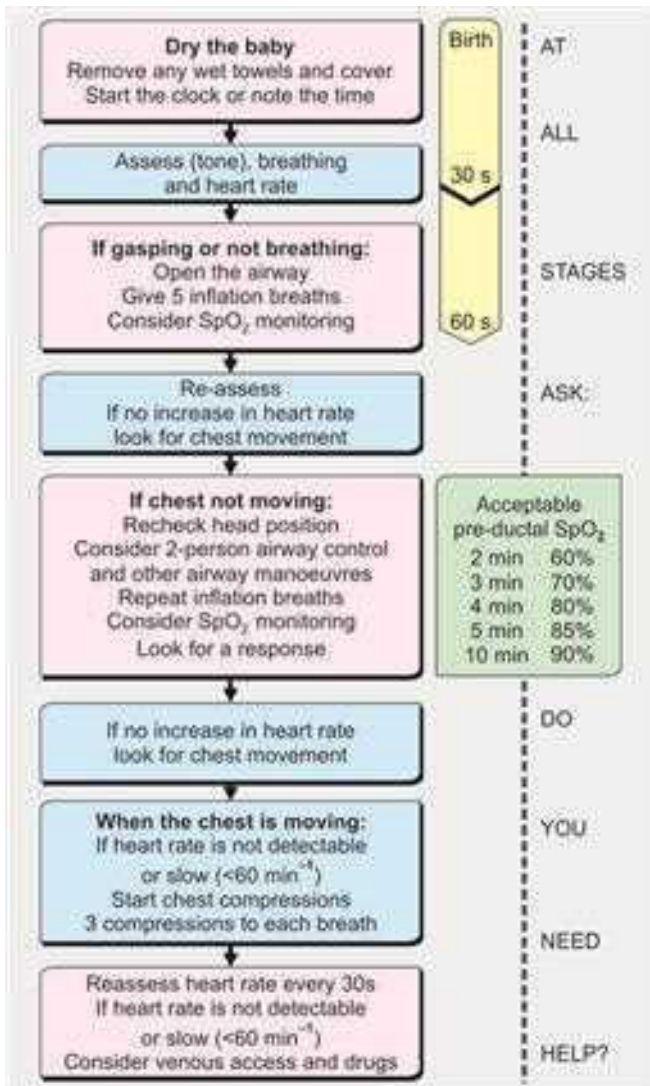 Dry the baby
Remove any wet towels and cover
Start the clock or note the time
Birth
AT
Assess (tone), breathing
and heart rate
30 s
ALL
If gasping or not breathing:
Open the airway
Give 5 inflation breaths
Consider SpO₂ monitoring
60 s
STAGES
Re-assess
If no increase in heart rate
look for chest movement
ASK:
If chest not moving:
Recheck head position
Consider 2-person airway control
and other airway manoeuvres
Repeat inflation breaths
Consider SpO₂ monitoring
Look for a response
Acceptable
pre-ductal SpO₂
2 min 60%
3 min 70%
4 min 80%
5 min 85%
10 min 90%
If no increase in heart rate
look for chest movement
DO
When the chest is moving:
If heart rate is not detectable
or slow (<60 min⁻¹)
Start chest compressions
3 compressions to each breath
YOU
NEED
Reassess heart rate every 30s
If heart rate is not detectable
or slow (<60 min⁻¹)
Consider venous access and drugs
HELP?